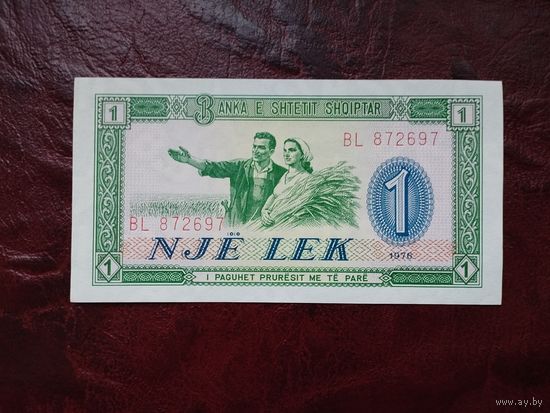 1 BANKA E SHTETIT SHQIPTAR 1
BL 872697
BL 872697
1
NJE LEK
1976
1 I PAGUHET PRURËSIT ME TË PARË 1
www.ay.by